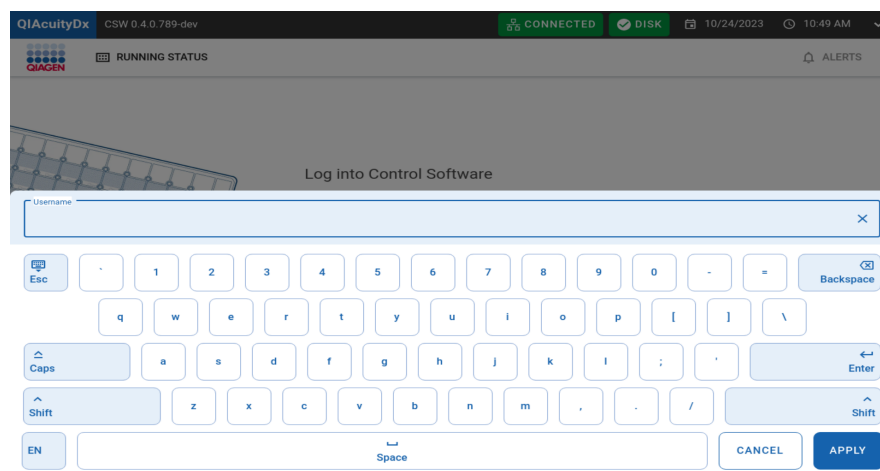 QIAcuityDx CSW 0.4.0.789-dev CONNECTED DISK 10/24/2023 10:49 AM
QIAGEN RUNNING STATUS ALERTS
Log into Control Software
Username
Esc ` 1 2 3 4 5 6 7 8 9 0 - = Backspace
q w e r t y u i o p [ ] \
Caps a s d f g h j k l ; ' Enter
Shift z x c v b n m , . / Shift
EN Space CANCEL APPLY